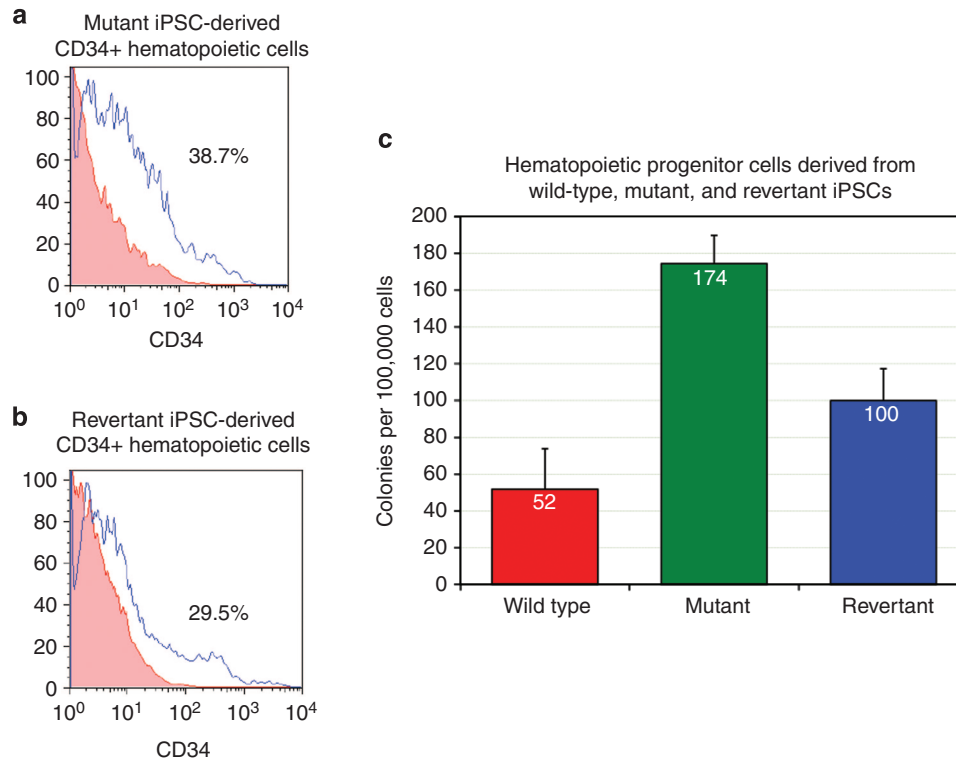 a
Mutant iPSC-derived
CD34+ hematopoietic cells
100
80
60
40
20
0
38.7%
10⁰ 10¹ 10² 10³ 10⁴
CD34
b
Revertant iPSC-derived
CD34+ hematopoietic cells
100
80
60
40
20
0
29.5%
10⁰ 10¹ 10² 10³ 10⁴
CD34
c
Hematopoietic progenitor cells derived from
wild-type, mutant, and revertant iPSCs
Colonies per 100,000 cells
200
180
160
140
120
100
80
60
40
20
0
52
174
100
Wild type Mutant Revertant